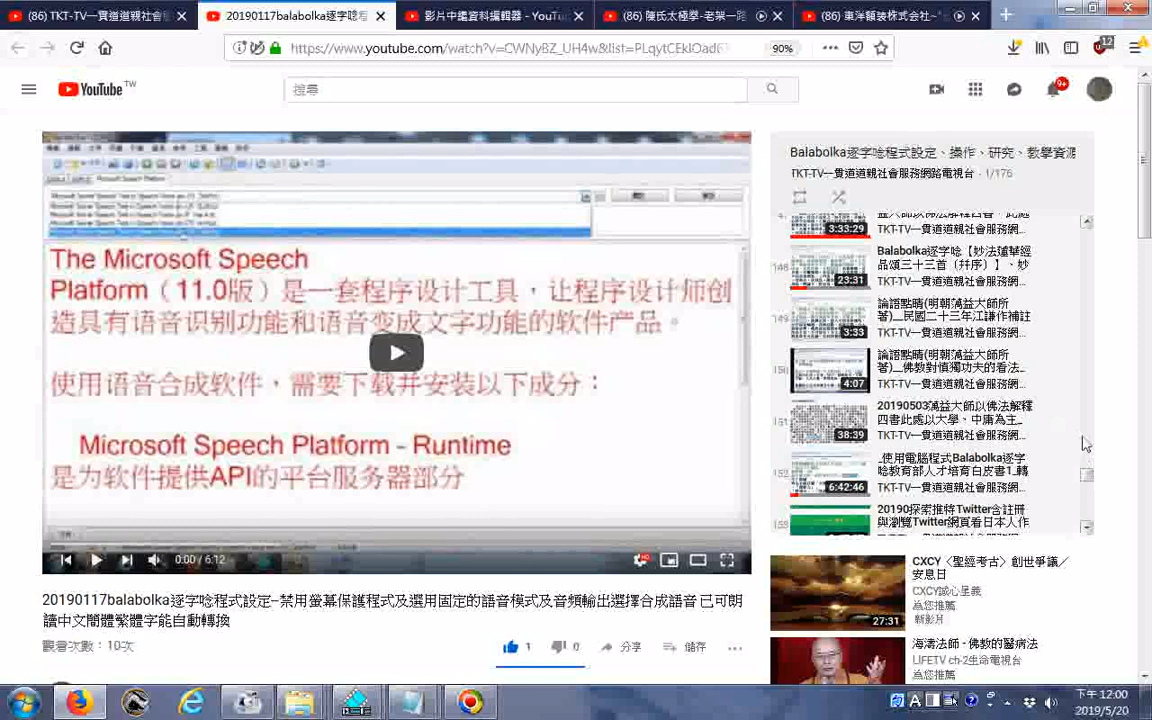 (86) TKT-TV一貫道道親社會
20190117balabolka逐字唸程
影片中繼資料編輯器 - YouTu
(86) 陳氏太極拳-老架一路
(86) 東洋額装株式会社~
https://www.youtube.com/watch?v=CWNyBZ_UH4w&list=PLqytCEklOad6
90%
12
YouTube TW
搜尋
9+
The Microsoft Speech
Platform（11.0版）是一套程序设计工具，让程序设计师创
造具有语音识别功能和语音变成文字功能的软件产品。
使用语音合成软件，需要下载并安装以下成分：
Microsoft Speech Platform - Runtime
是为软件提供API的平台服务器部分
0:00 / 6:12
20190117balabolka逐字唸程式設定--禁用螢幕保護程式及選用固定的語音模式及音頻輸出選擇合成語音已可朗
讀中文簡體繁體字能自動轉換
觀看次數：10次
1
0
分享
儲存
Balabolka逐字唸程式設定、操作、研究、教學資源
TKT-TV一貫道道親社會服務網路電視台 - 1/176
3:33:29
TKT-TV一貫道道親社會服務網...
148
23:31
Balabolka逐字唸【妙法蓮華經
品頌三十三首（幷序）】、妙
TKT-TV一貫道道親社會服務網...
149
3:33
論語點睛(明朝蕅益大師所
著)__民國二十三年江謙作補註
TKT-TV一貫道道親社會服務網...
150
4:07
論語點睛(明朝蕅益大師所
著)_佛教對慎獨功夫的看法...
TKT-TV一貫道道親社會服務網...
151
38:39
20190503蕅益大師以佛法解釋
四書此處以大學、中庸為主...
TKT-TV一貫道道親社會服務網...
152
6:42:46
_使用電腦程式Balabolka逐字
唸教育部人才培育白皮書1_轉
TKT-TV一貫道道親社會服務網...
153
20190探索推特Twitter含註冊
與瀏覽Twitter網頁看日本人作
27:31
CXCY〈聖經考古〉創世爭議／
安息日
CXCY誠心星義
為您推薦
新影片
海濤法師 - 佛教的醫病法
LIFETV ch-2生命電視台
為您推薦
下午 12:00
2019/5/20